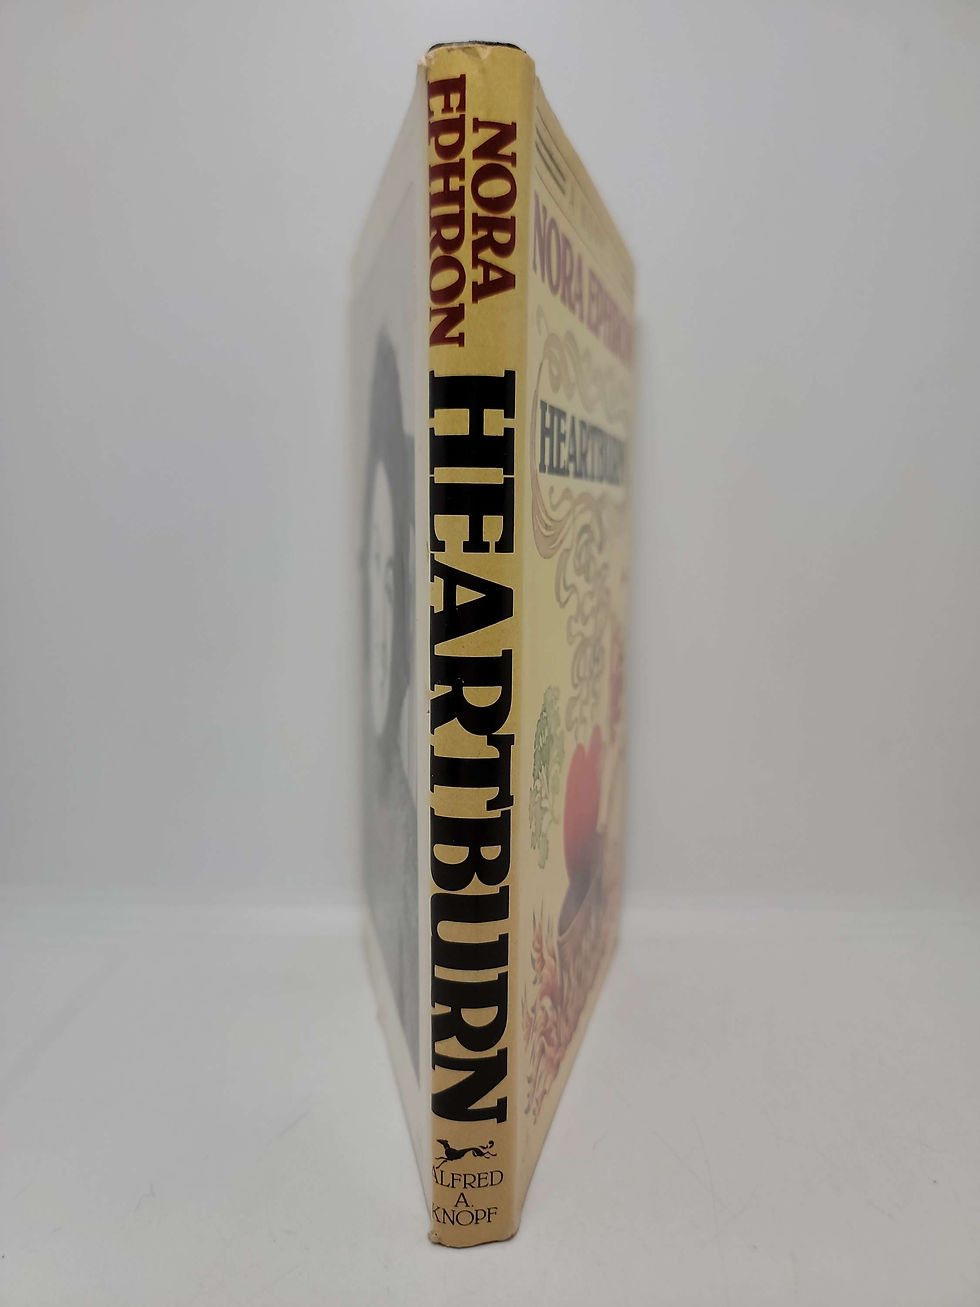 NORA
EPHRON
HEARTBURN
ALFRED
A.
KNOPF
NORA EPHRON
HEARTBURN